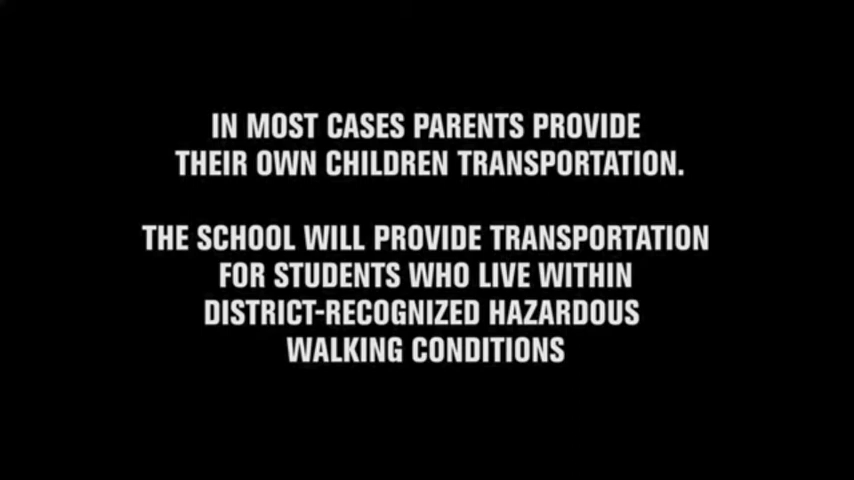 IN MOST CASES PARENTS PROVIDE
THEIR OWN CHILDREN TRANSPORTATION.
THE SCHOOL WILL PROVIDE TRANSPORTATION
FOR STUDENTS WHO LIVE WITHIN
DISTRICT-RECOGNIZED HAZARDOUS
WALKING CONDITIONS